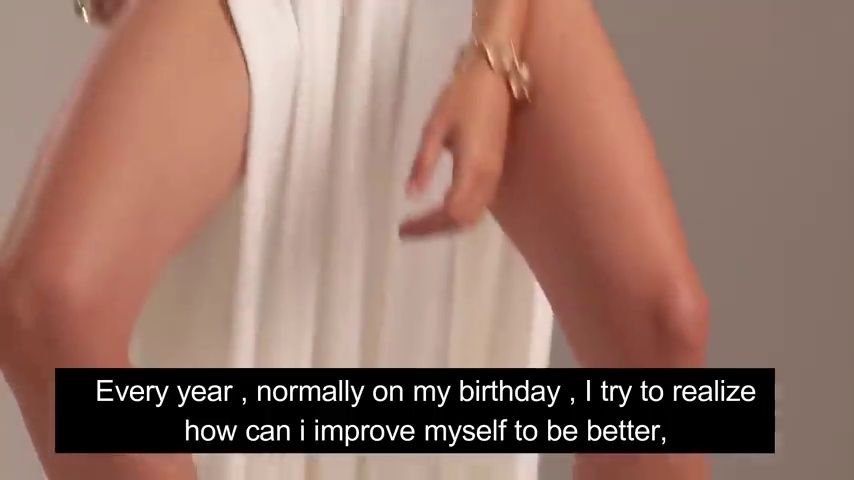 Every year , normally on my birthday , I try to realize
how can i improve myself to be better,